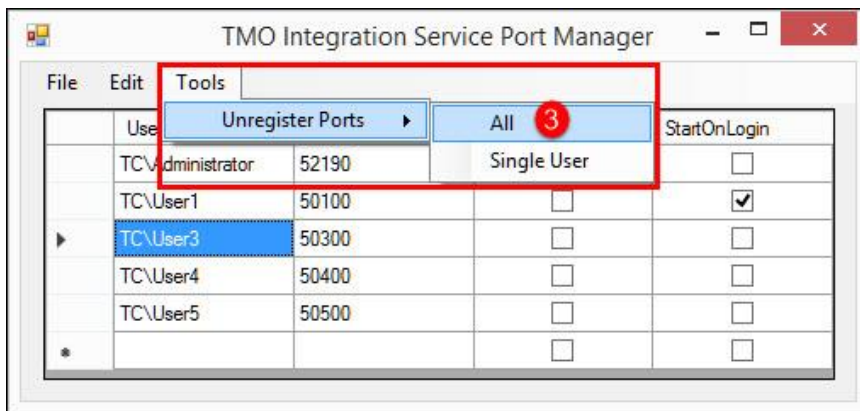 TMO Integration Service Port Manager
File Edit Tools
Unregister Ports All 3
Single User
Use StartOnLogin
TC\Administrator 52190
TC\User1 50100
TC\User3 50300
TC\User4 50400
TC\User5 50500